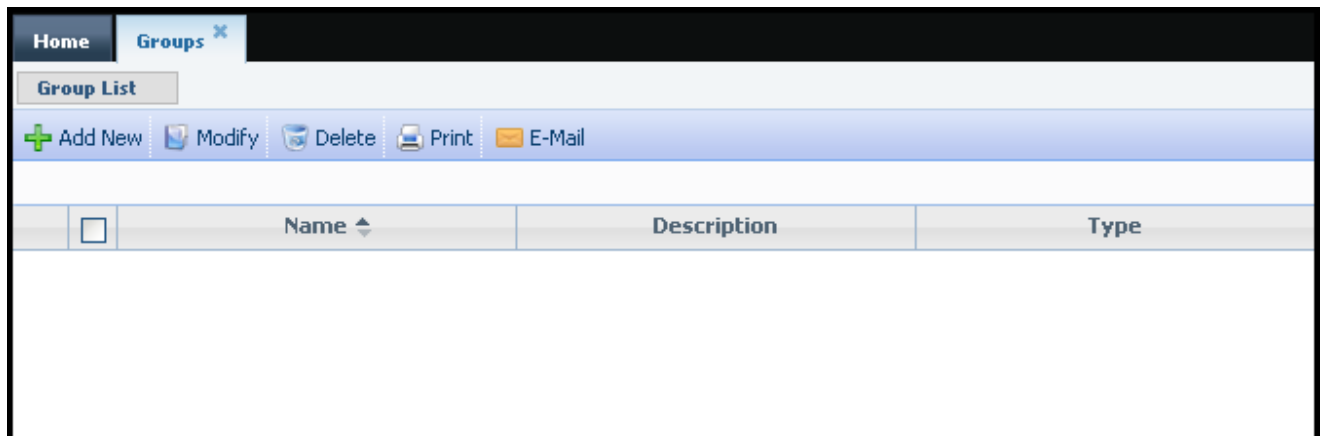 Home Groups
Group List
Add New Modify Delete Print E-Mail
Name Description Type